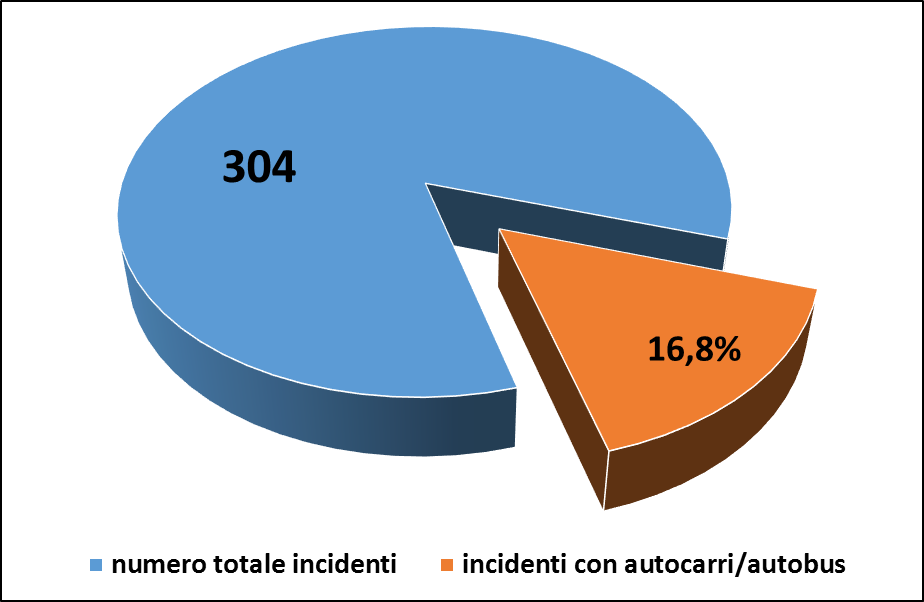 304
16,8%
numero totale incidenti
incidenti con autocarri/autobus